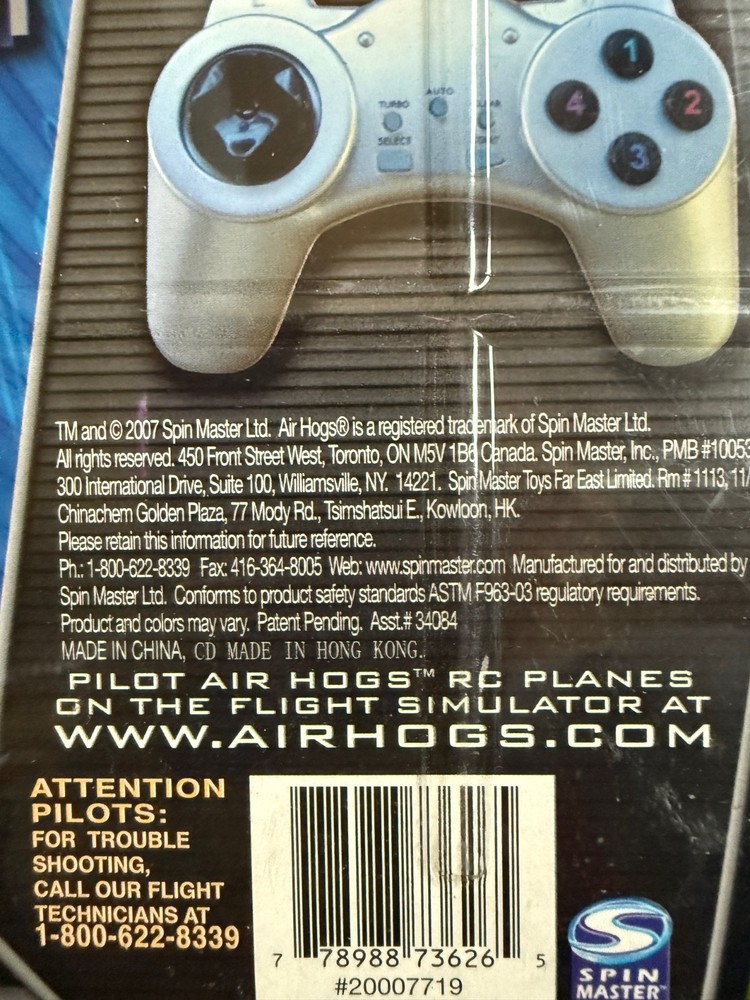 L
TURBO AUTO
SELECT
1
4 2
3
TM and © 2007 Spin Master Ltd. Air Hogs® is a registered trademark of Spin Master Ltd.
All rights reserved. 450 Front Street West, Toronto, ON M5V 1B6 Canada. Spin Master, Inc., PMB #10053
300 International Drive, Suite 100, Williamsville, NY. 14221. Spin Master Toys Far East Limited. Rm # 1113, 11/
Chinachem Golden Plaza, 77 Mody Rd., Tsimshatsui E., Kowloon, HK.
Please retain this information for future reference.
Ph.: 1-800-622-8339 Fax: 416-364-8005 Web: www.spinmaster.com Manufactured for and distributed by
Spin Master Ltd. Conforms to product safety standards ASTM F963-03 regulatory requirements.
Product and colors may vary. Patent Pending. Asst.# 34084
MADE IN CHINA, CD MADE IN HONG KONG.
PILOT AIR HOGS™ RC PLANES
ON THE FLIGHT SIMULATOR AT
WWW.AIRHOGS.COM
ATTENTION
PILOTS:
FOR TROUBLE
SHOOTING,
CALL OUR FLIGHT
TECHNICIANS AT
1-800-622-8339
7 78988 73626 5
#20007719
SPIN
MASTER™